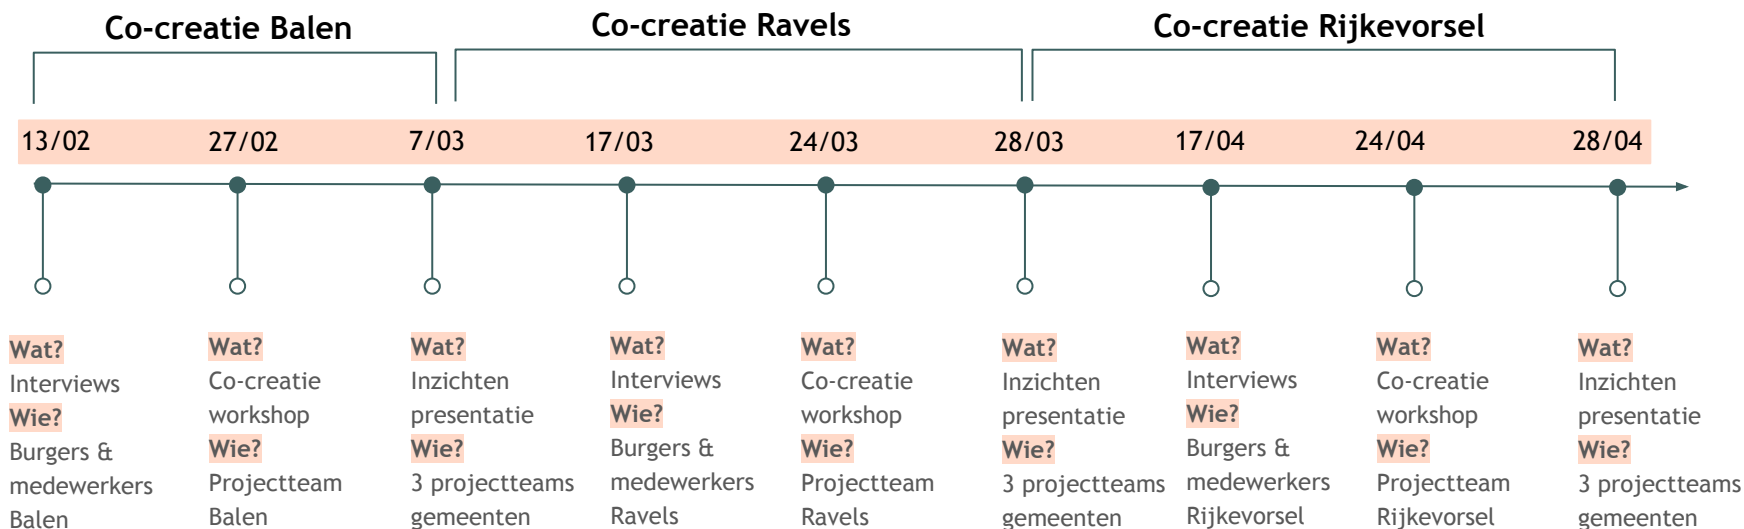 Co-creatie Balen
Co-creatie Ravels
Co-creatie Rijkevorsel
13/02
27/02
7/03
17/03
24/03
28/03
17/04
24/04
28/04
Wat?
Interviews
Wie?
Burgers &
medewerkers
Balen
Wat?
Co-creatie
workshop
Wie?
Projectteam
Balen
Wat?
Inzichten
presentatie
Wie?
3 projectteams
gemeenten
Wat?
Interviews
Wie?
Burgers &
medewerkers
Ravels
Wat?
Co-creatie
workshop
Wie?
Projectteam
Ravels
Wat?
Inzichten
presentatie
Wie?
3 projectteams
gemeenten
Wat?
Interviews
Wie?
Burgers &
medewerkers
Rijkevorsel
Wat?
Co-creatie
workshop
Wie?
Projectteam
Rijkevorsel
Wat?
Inzichten
presentatie
Wie?
3 projectteams
gemeenten